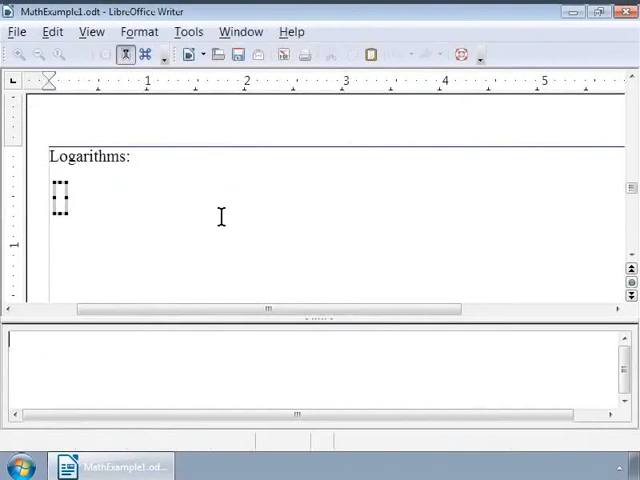 MathExample1.odt - LibreOffice Writer
File Edit View Format Tools Window Help
1 2 3 4 5
Logarithms:
1
MathExample1.od...